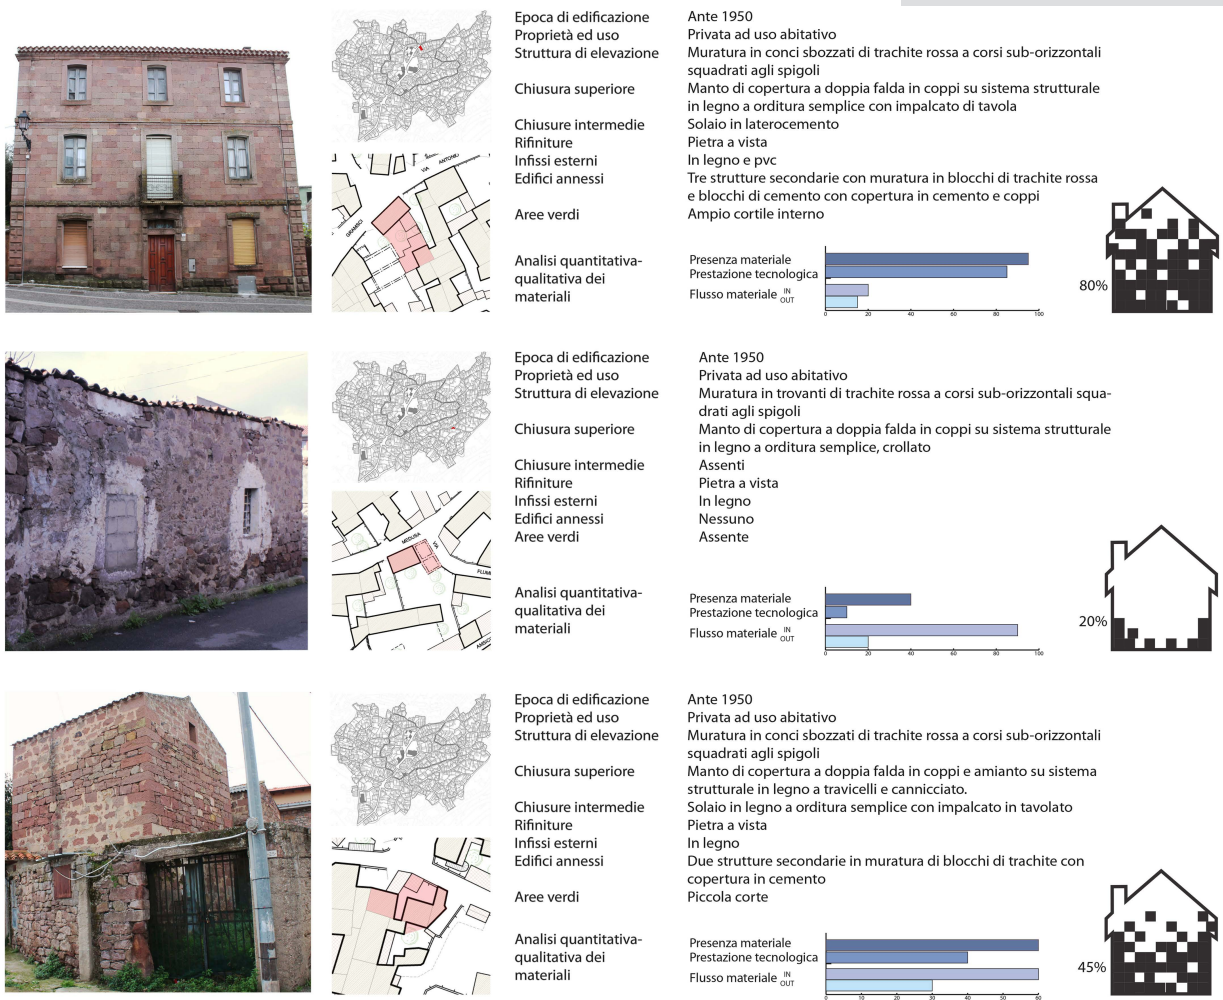 Epoca di edificazione Ante 1950
Proprietà ed uso Privata ad uso abitativo
Struttura di elevazione Muratura in conci sbozzati di trachite rossa a corsi sub-orizzontali
squadrati agli spigoli
Chiusura superiore Manto di copertura a doppia falda in coppi su sistema strutturale
in legno a orditura semplice con impalcato di tavola
Chiusure intermedie Solaio in laterocemento
Rifiniture Pietra a vista
Infissi esterni In legno e pvc
Edifici annessi Tre strutture secondarie con muratura in blocchi di trachite rossa
e blocchi di cemento con copertura in cemento e coppi
Aree verdi Ampio cortile interno
VIA ANTONIO
GRAMSCI
Analisi quantitativa-
qualitativa dei
materiali
Presenza materiale
Prestazione tecnologica
Flusso materiale IN
OUT
0 20 40 60 80 100
80%
Epoca di edificazione Ante 1950
Proprietà ed uso Privata ad uso abitativo
Struttura di elevazione Muratura in trovanti di trachite rossa a corsi sub-orizzontali squa-
drati agli spigoli
Chiusura superiore Manto di copertura a doppia falda in coppi su sistema strutturale
in legno a orditura semplice, crollato
Chiusure intermedie Assenti
Rifiniture Pietra a vista
Infissi esterni In legno
Edifici annessi Nessuno
Aree verdi Assente
MEDUSA
VIA
FLUM
Analisi quantitativa-
qualitativa dei
materiali
Presenza materiale
Prestazione tecnologica
Flusso materiale IN
OUT
0 20 40 60 80 100
20%
Epoca di edificazione Ante 1950
Proprietà ed uso Privata ad uso abitativo
Struttura di elevazione Muratura in conci sbozzati di trachite rossa a corsi sub-orizzontali
squadrati agli spigoli
Chiusura superiore Manto di copertura a doppia falda in coppi e amianto su sistema
strutturale in legno a travicelli e cannicciato.
Chiusure intermedie Solaio in legno a orditura semplice con impalcato in tavolato
Rifiniture Pietra a vista
Infissi esterni In legno
Edifici annessi Due strutture secondarie in muratura di blocchi di trachite con
copertura in cemento
Aree verdi Piccola corte
Analisi quantitativa-
qualitativa dei
materiali
Presenza materiale
Prestazione tecnologica
Flusso materiale IN
OUT
0 10 20 30 40 50 60
45%